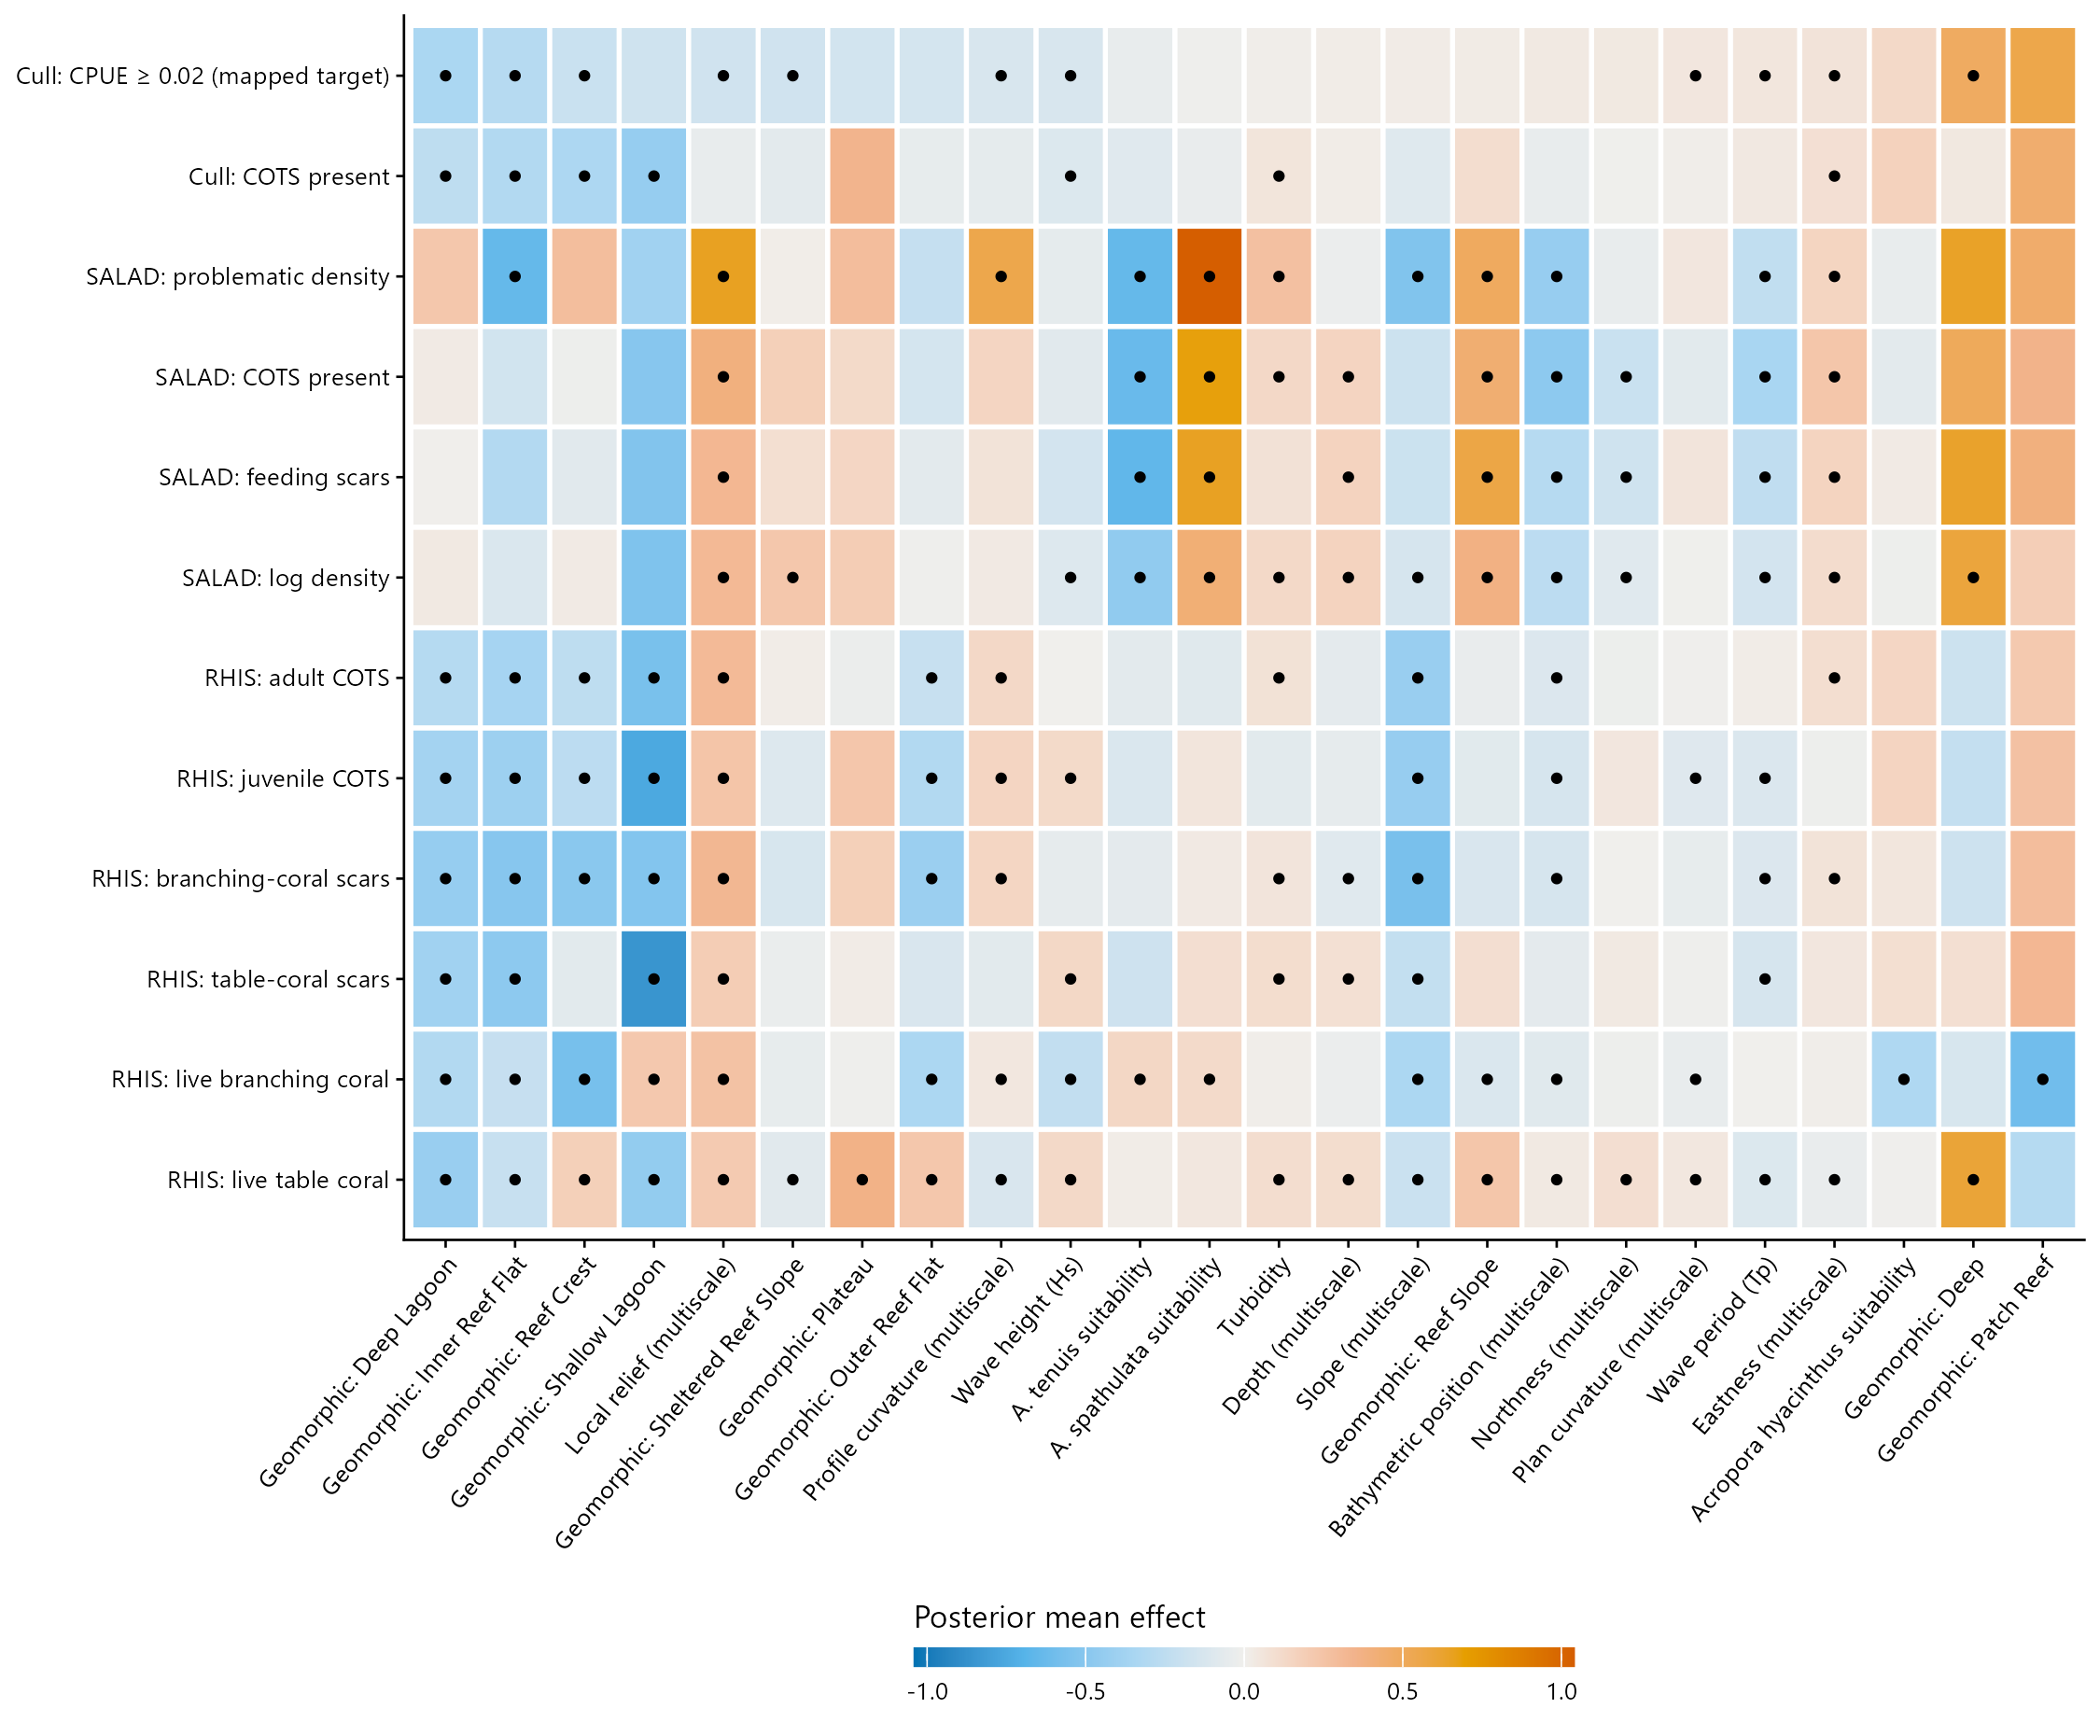 Cull: CPUE ≥ 0.02 (mapped target)
Cull: COTS present
SALAD: problematic density
SALAD: COTS present
SALAD: feeding scars
SALAD: log density
RHIS: adult COTS
RHIS: juvenile COTS
RHIS: branching-coral scars
RHIS: table-coral scars
RHIS: live branching coral
RHIS: live table coral
Geomorphic: Deep Lagoon
Geomorphic: Inner Reef Flat
Geomorphic: Reef Crest
Geomorphic: Shallow Lagoon
Local relief (multiscale)
Geomorphic: Sheltered Reef Slope
Geomorphic: Plateau
Geomorphic: Outer Reef Flat
Profile curvature (multiscale)
Wave height (Hs)
A. tenuis suitability
A. spathulata suitability
Turbidity
Depth (multiscale)
Slope (multiscale)
Geomorphic: Reef Slope
Bathymetric position (multiscale)
Northness (multiscale)
Plan curvature (multiscale)
Wave period (Tp)
Eastness (multiscale)
Acropora hyacinthus suitability
Geomorphic: Deep
Geomorphic: Patch Reef
Posterior mean effect
-1.0 -0.5 0.0 0.5 1.0